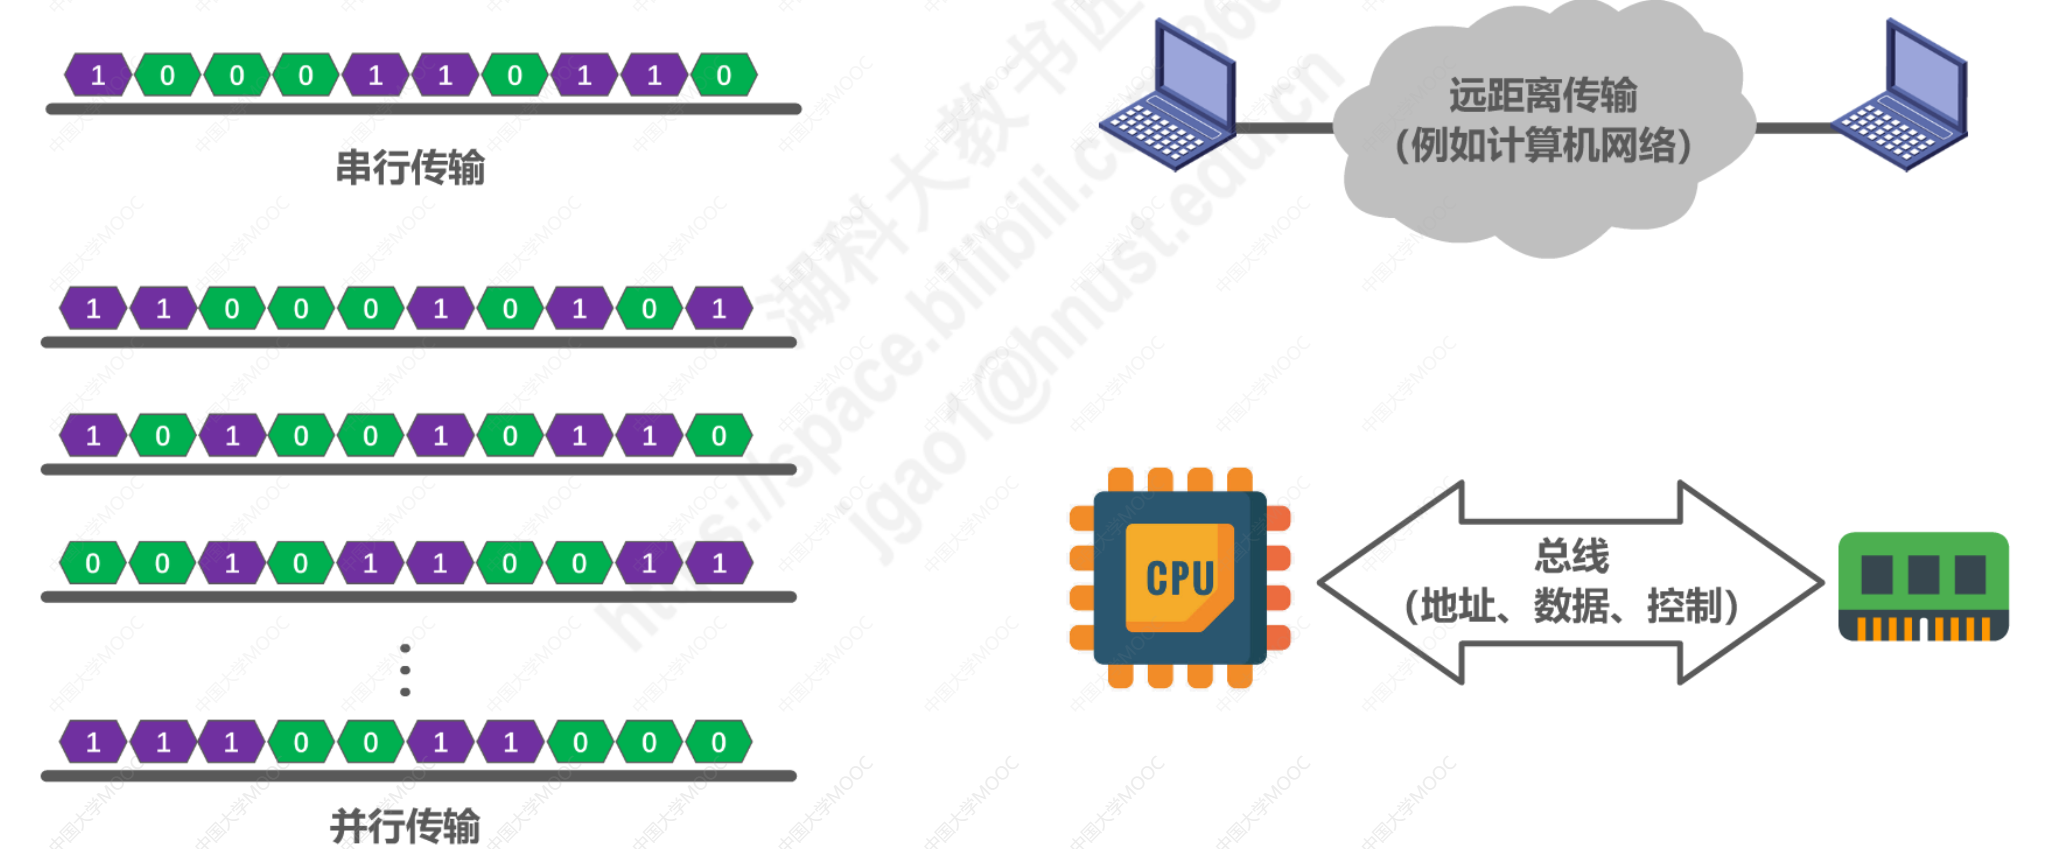 1 0 0 0 1 1 0 1 1 0
串行传输
1 1 0 0 0 1 0 1 0 1
1 0 1 0 0 1 0 1 1 0
0 0 1 0 1 1 0 0 1 1
1 1 1 0 0 1 1 0 0 0
并行传输
远距离传输
(例如计算机网络)
CPU
总线
(地址、数据、控制)
湖科大教书匠
https://space.bilibili.c
jgao1@hnust.edu.cn
中国大学MOOC